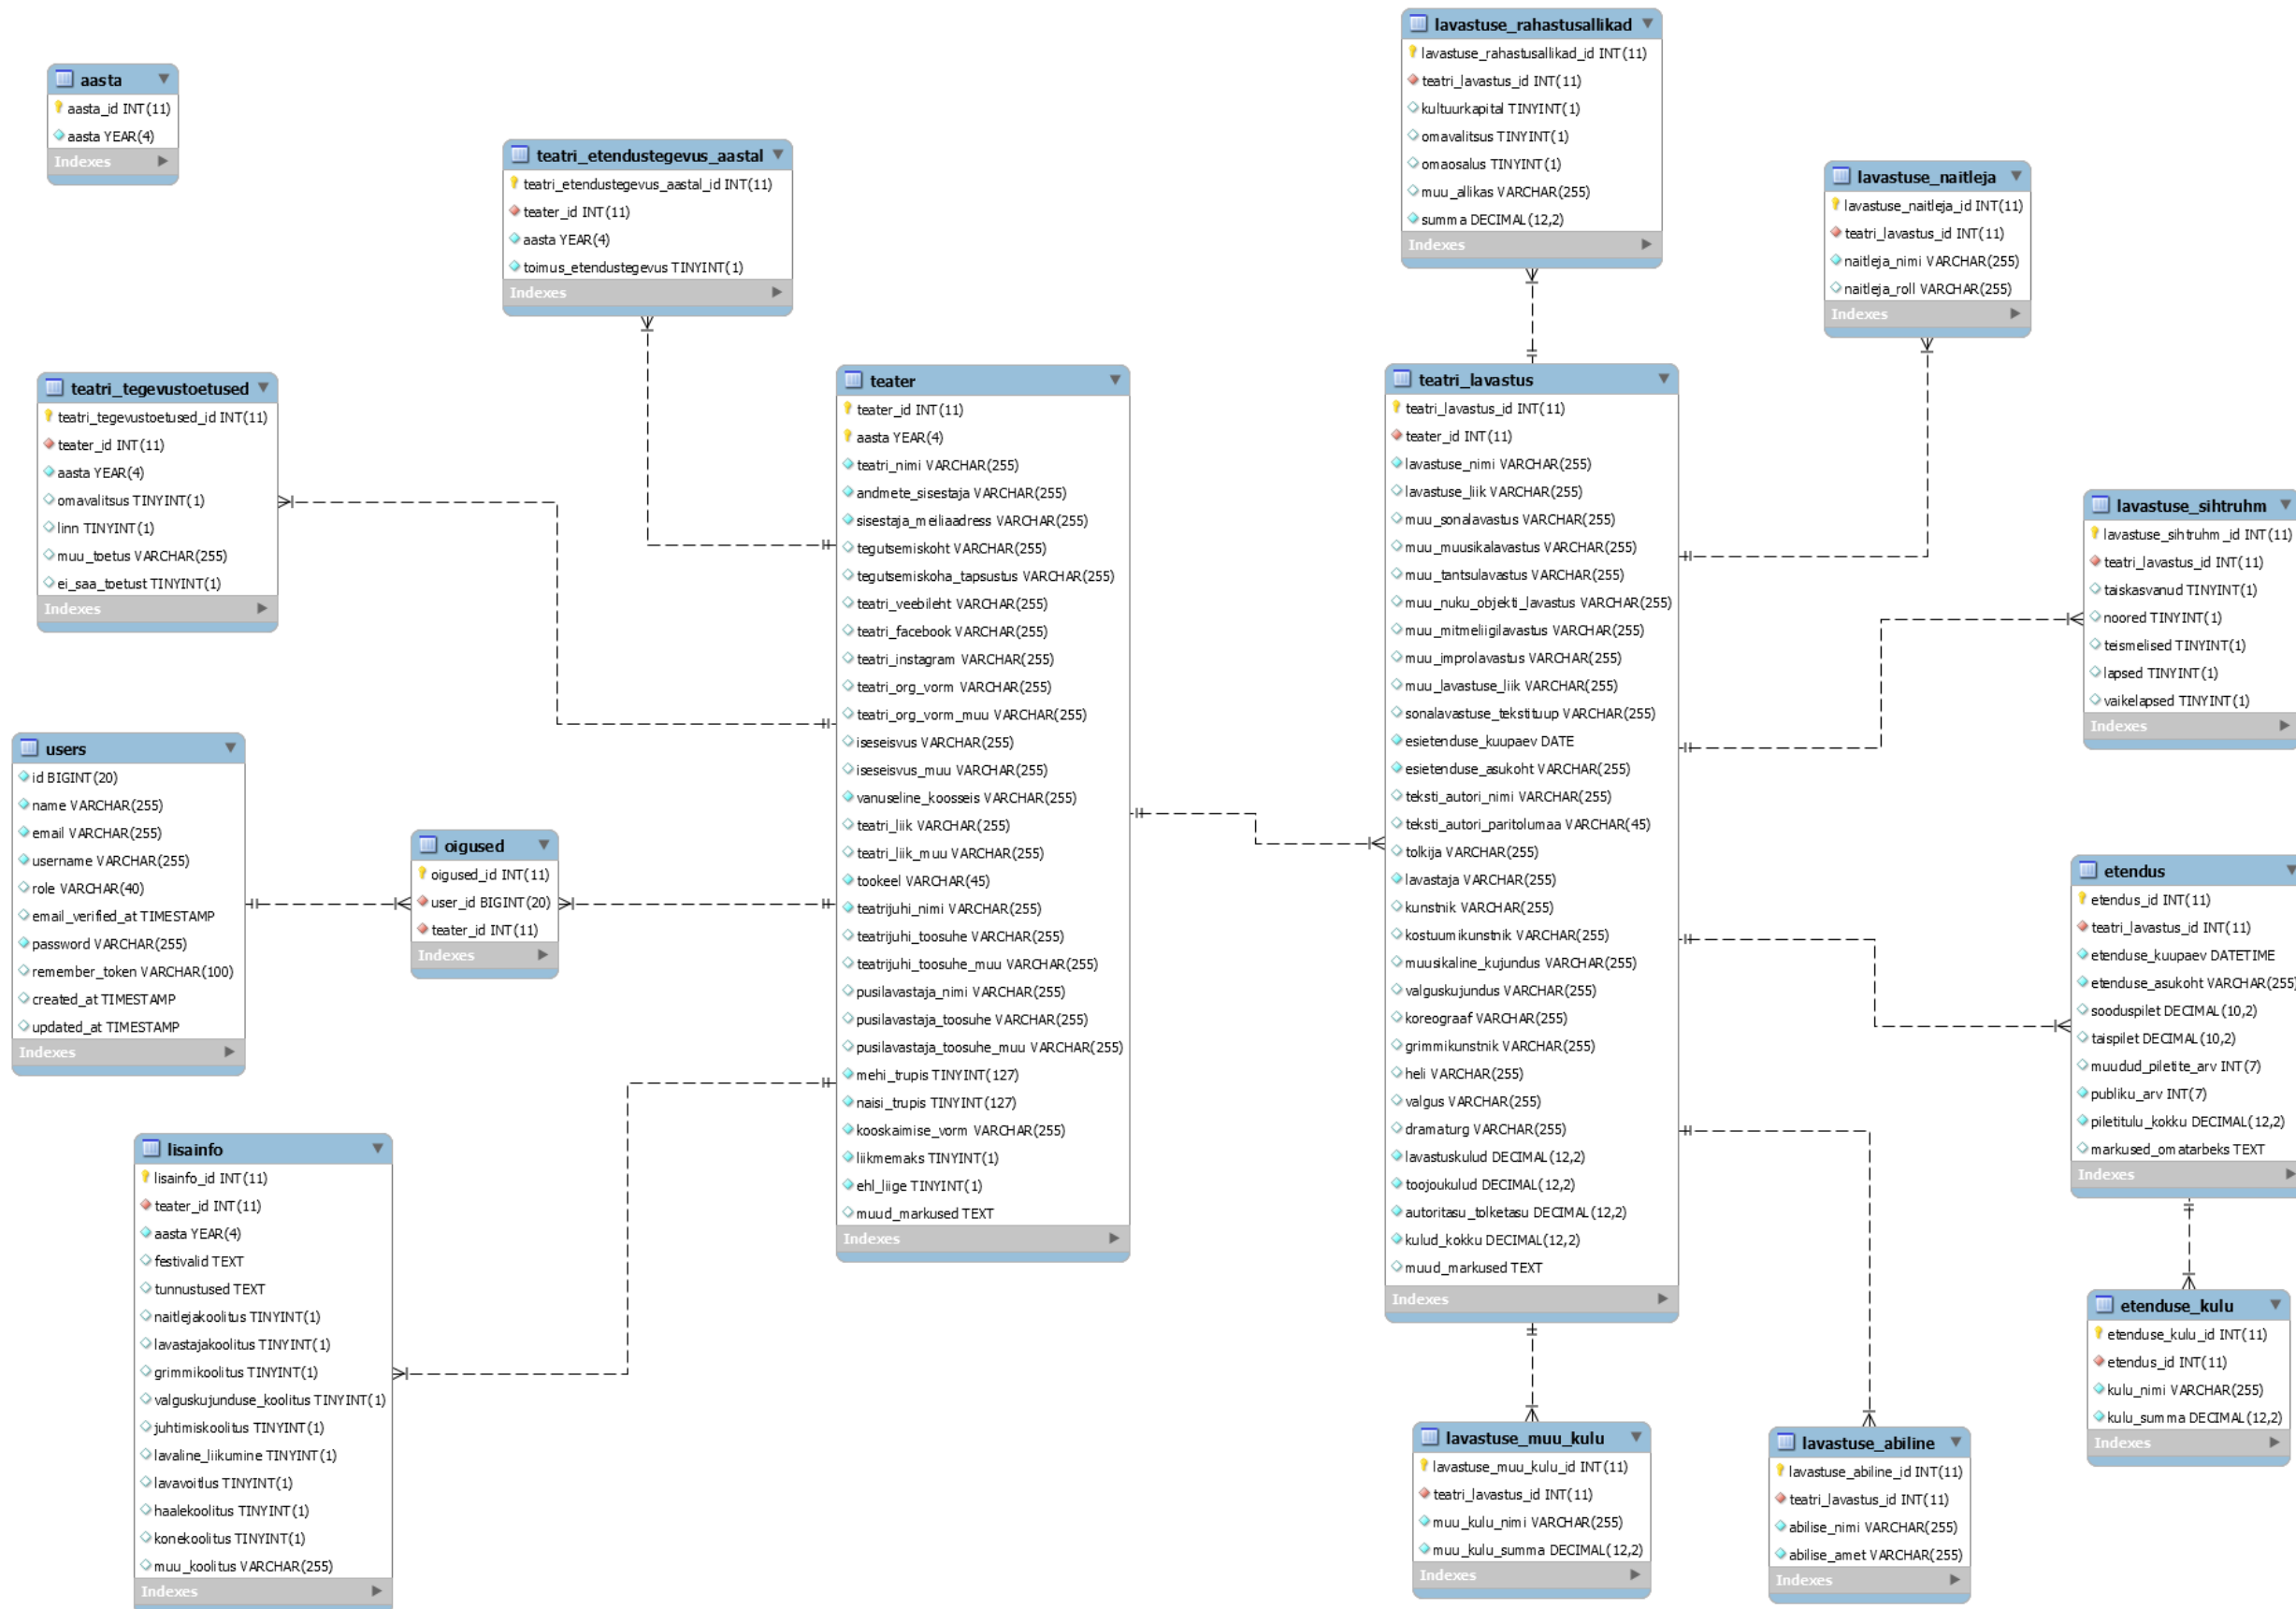 aasta
aasta_id INT(11)
aasta YEAR(4)
Indexes
teatri_etendustegevus_aastal
teatri_etendustegevus_aastal_id INT(11)
teater_id INT(11)
aasta YEAR(4)
toimus_etendustegevus TINYINT(1)
Indexes
teatri_tegevustoetused
teatri_tegevustoetused_id INT(11)
teater_id INT(11)
aasta YEAR(4)
omavalitsus TINYINT(1)
linn TINYINT(1)
muu_toetus VARCHAR(255)
ei_saa_toetust TINYINT(1)
Indexes
users
id BIGINT(20)
name VARCHAR(255)
email VARCHAR(255)
username VARCHAR(255)
role VARCHAR(40)
email_verified_at TIMESTAMP
password VARCHAR(255)
remember_token VARCHAR(100)
created_at TIMESTAMP
updated_at TIMESTAMP
Indexes
oigused
oigused_id INT(11)
user_id BIGINT(20)
teater_id INT(11)
Indexes
lisainfo
lisainfo_id INT(11)
teater_id INT(11)
aasta YEAR(4)
festivalid TEXT
tunnustused TEXT
naitlejakoolitus TINYINT(1)
lavastajakoolitus TINYINT(1)
grimmikoolitus TINYINT(1)
valguskujunduse_koolitus TINYINT(1)
juhtimiskoolitus TINYINT(1)
lavaline_liikumine TINYINT(1)
lavavoitlus TINYINT(1)
haalekoolitus TINYINT(1)
konekoolitus TINYINT(1)
muu_koolitus VARCHAR(255)
Indexes
teater
teater_id INT(11)
aasta YEAR(4)
teatri_nimi VARCHAR(255)
andmete_sisestaja VARCHAR(255)
sisestaja_meiliaadress VARCHAR(255)
tegutsemiskoht VARCHAR(255)
tegutsemiskoha_tapsustus VARCHAR(255)
teatri_veebileht VARCHAR(255)
teatri_facebook VARCHAR(255)
teatri_instagram VARCHAR(255)
teatri_org_vorm VARCHAR(255)
teatri_org_vorm_muu VARCHAR(255)
iseseisvus VARCHAR(255)
iseseisvus_muu VARCHAR(255)
vanuseline_koosseis VARCHAR(255)
teatri_liik VARCHAR(255)
teatri_liik_muu VARCHAR(255)
tookeel VARCHAR(45)
teatrijuhi_nimi VARCHAR(255)
teatrijuhi_toosuhe VARCHAR(255)
teatrijuhi_toosuhe_muu VARCHAR(255)
pusilavastaja_nimi VARCHAR(255)
pusilavastaja_toosuhe VARCHAR(255)
pusilavastaja_toosuhe_muu VARCHAR(255)
mehi_trupis TINYINT(127)
naisi_trupis TINYINT(127)
kooskaimise_vorm VARCHAR(255)
liikmemaks TINYINT(1)
ehl_liige TINYINT(1)
muud_markused TEXT
Indexes
lavastuse_rahastusallikad
lavastuse_rahastusallikad_id INT(11)
teatri_lavastus_id INT(11)
kultuurkapital TINYINT(1)
omavalitsus TINYINT(1)
omaosalus TINYINT(1)
muu_allikas VARCHAR(255)
summa DECIMAL(12,2)
Indexes
teatri_lavastus
teatri_lavastus_id INT(11)
teater_id INT(11)
lavastuse_nimi VARCHAR(255)
lavastuse_liik VARCHAR(255)
muu_sonalavastus VARCHAR(255)
muu_muusikalavastus VARCHAR(255)
muu_tantsulavastus VARCHAR(255)
muu_nuku_objekti_lavastus VARCHAR(255)
muu_mitmeliigilavastus VARCHAR(255)
muu_improlavastus VARCHAR(255)
muu_lavastuse_liik VARCHAR(255)
sonalavastuse_tekstituup VARCHAR(255)
esietenduse_kuupaev DATE
esietenduse_asukoht VARCHAR(255)
teksti_autori_nimi VARCHAR(255)
teksti_autori_paritolumaa VARCHAR(45)
tolkija VARCHAR(255)
lavastaja VARCHAR(255)
kunstnik VARCHAR(255)
kostuumikunstnik VARCHAR(255)
muusikaline_kujundus VARCHAR(255)
valguskujundus VARCHAR(255)
koreograaf VARCHAR(255)
grimmikunstnik VARCHAR(255)
heli VARCHAR(255)
valgus VARCHAR(255)
dramaturg VARCHAR(255)
lavastuskulud DECIMAL(12,2)
toojoukulud DECIMAL(12,2)
autoritasu_tolketasu DECIMAL(12,2)
kulud_kokku DECIMAL(12,2)
muud_markused TEXT
Indexes
lavastuse_naitleja
lavastuse_naitleja_id INT(11)
teatri_lavastus_id INT(11)
naitleja_nimi VARCHAR(255)
naitleja_roll VARCHAR(255)
Indexes
lavastuse_sihtruhm
lavastuse_sihtruhm_id INT(11)
teatri_lavastus_id INT(11)
taiskasvanud TINYINT(1)
noored TINYINT(1)
teismelised TINYINT(1)
lapsed TINYINT(1)
vaikelapsed TINYINT(1)
Indexes
etendus
etendus_id INT(11)
teatri_lavastus_id INT(11)
etenduse_kuupaev DATETIME
etenduse_asukoht VARCHAR(255)
sooduspilet DECIMAL(10,2)
taispilet DECIMAL(10,2)
muudud_piletite_arv INT(7)
publiku_arv INT(7)
piletitulu_kokku DECIMAL(12,2)
markused_omatarbeks TEXT
Indexes
etenduse_kulu
etenduse_kulu_id INT(11)
etendus_id INT(11)
kulu_nimi VARCHAR(255)
kulu_summa DECIMAL(12,2)
Indexes
lavastuse_muu_kulu
lavastuse_muu_kulu_id INT(11)
teatri_lavastus_id INT(11)
muu_kulu_nimi VARCHAR(255)
muu_kulu_summa DECIMAL(12,2)
Indexes
lavastuse_abiline
lavastuse_abiline_id INT(11)
teatri_lavastus_id INT(11)
abilise_nimi VARCHAR(255)
abilise_amet VARCHAR(255)
Indexes